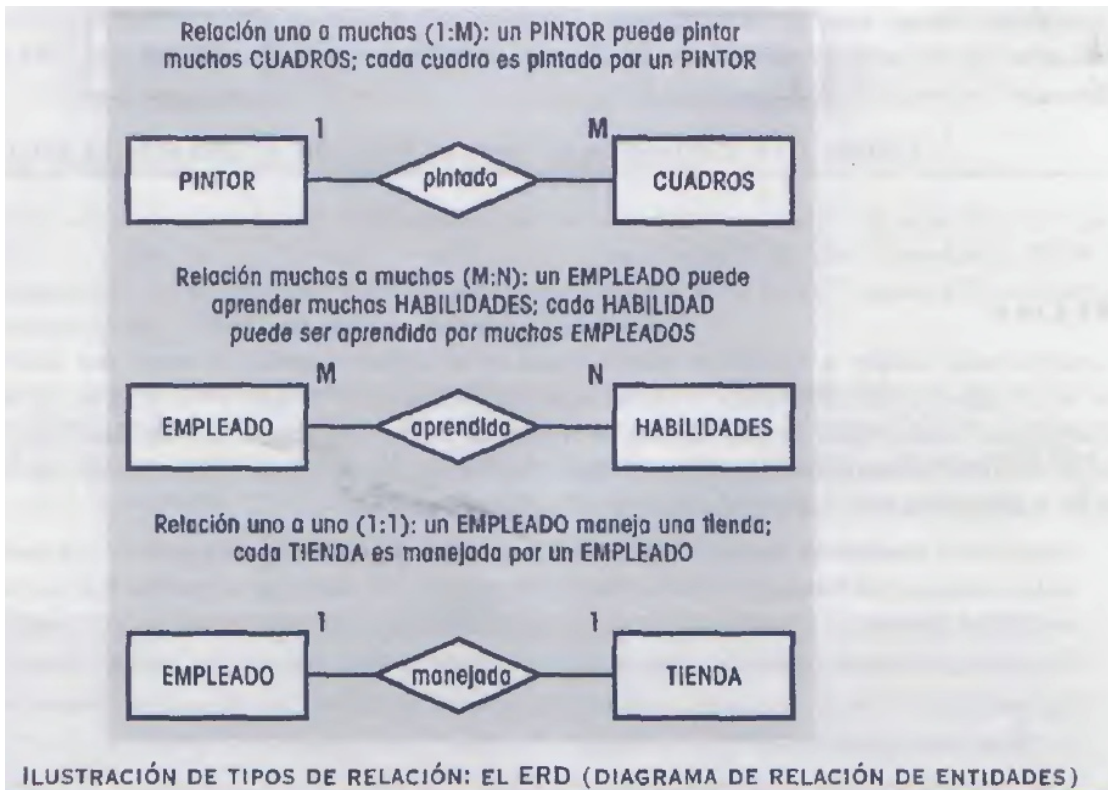 Relación uno a muchos (1:M): un PINTOR puede pintar
muchos CUADROS; cada cuadro es pintado por un PINTOR
1
M
PINTOR
pintado
CUADROS
Relación muchos a muchos (M:N): un EMPLEADO puede
aprender muchas HABILIDADES; cada HABILIDAD
puede ser aprendida por muchos EMPLEADOS
M
N
EMPLEADO
aprendida
HABILIDADES
Relación uno a uno (1:1): un EMPLEADO maneja una tienda;
cada TIENDA es manejada por un EMPLEADO
1
1
EMPLEADO
manejada
TIENDA
ILUSTRACIÓN DE TIPOS DE RELACIÓN: EL ERD (DIAGRAMA DE RELACIÓN DE ENTIDADES)